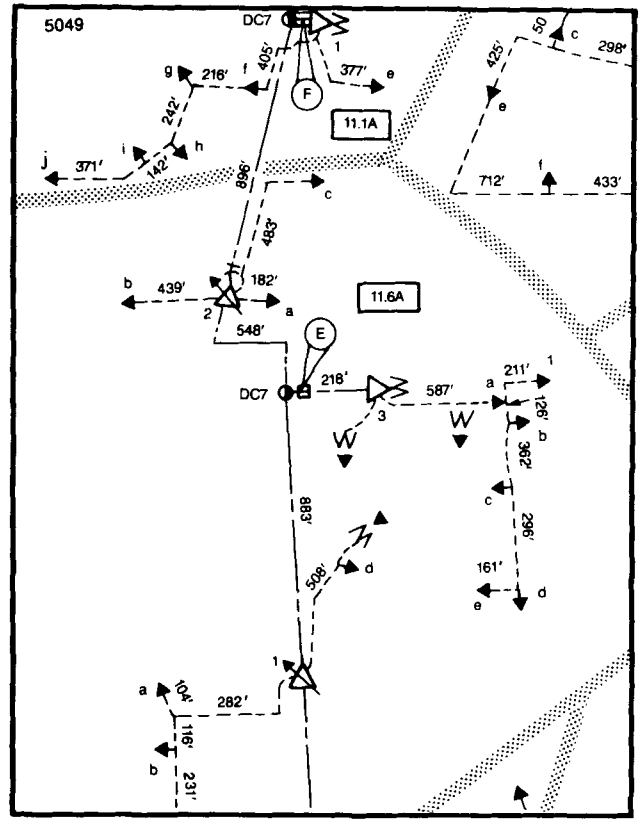 5049
DC7
405'
1
377'
e
g
216'
f
F
11.1A
242'
i
h
142'
j
371'
896'
483'
c
50
c
298'
425'
e
f
712'
433'
b
439'
182'
a
2
548'
11.6A
E
DC7
218'
3
587'
a
211'
1
126'
b
362'
c
296'
161'
e
d
883'
508'
d
1
a
104'
282'
116'
b
231'